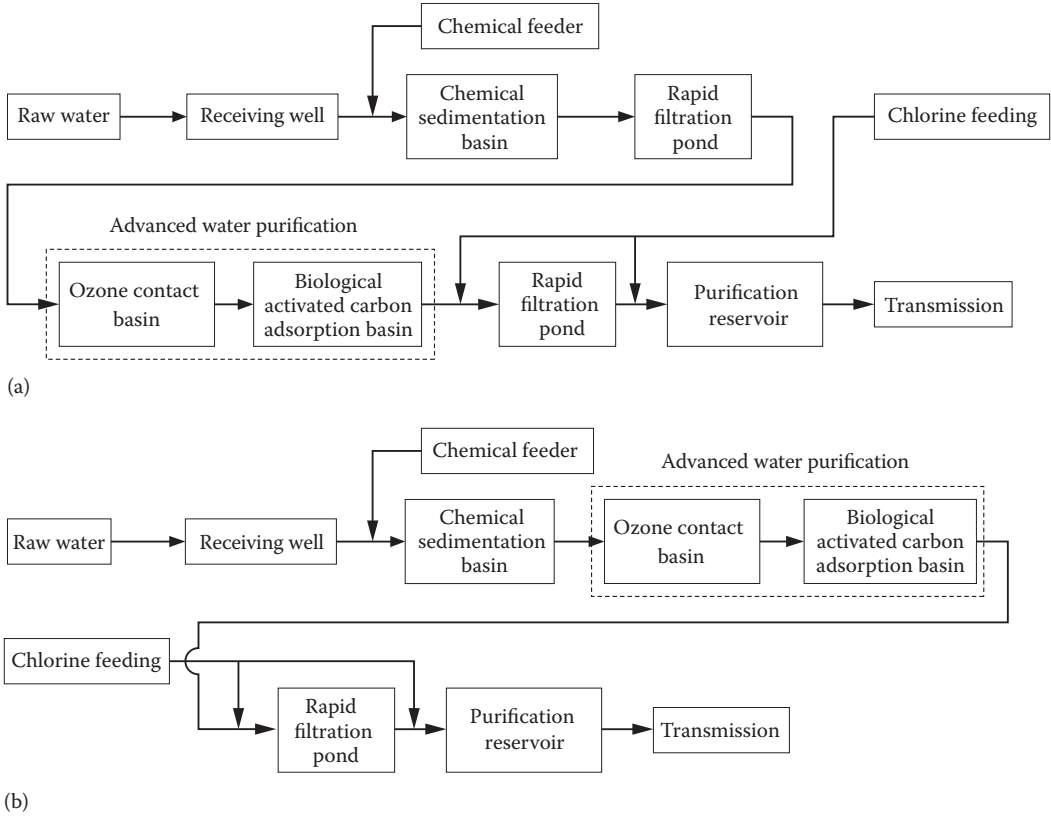 Chemical feeder
Raw water
Receiving well
Chemical
sedimentation
basin
Rapid
filtration
pond
Chlorine feeding
Advanced water purification
Ozone contact
basin
Biological
activated carbon
adsorption basin
Rapid
filtration
pond
Purification
reservoir
Transmission
(a)
Chemical feeder
Advanced water purification
Raw water
Receiving well
Chemical
sedimentation
basin
Ozone contact
basin
Biological
activated carbon
adsorption basin
Chlorine feeding
Rapid
filtration
pond
Purification
reservoir
Transmission
(b)